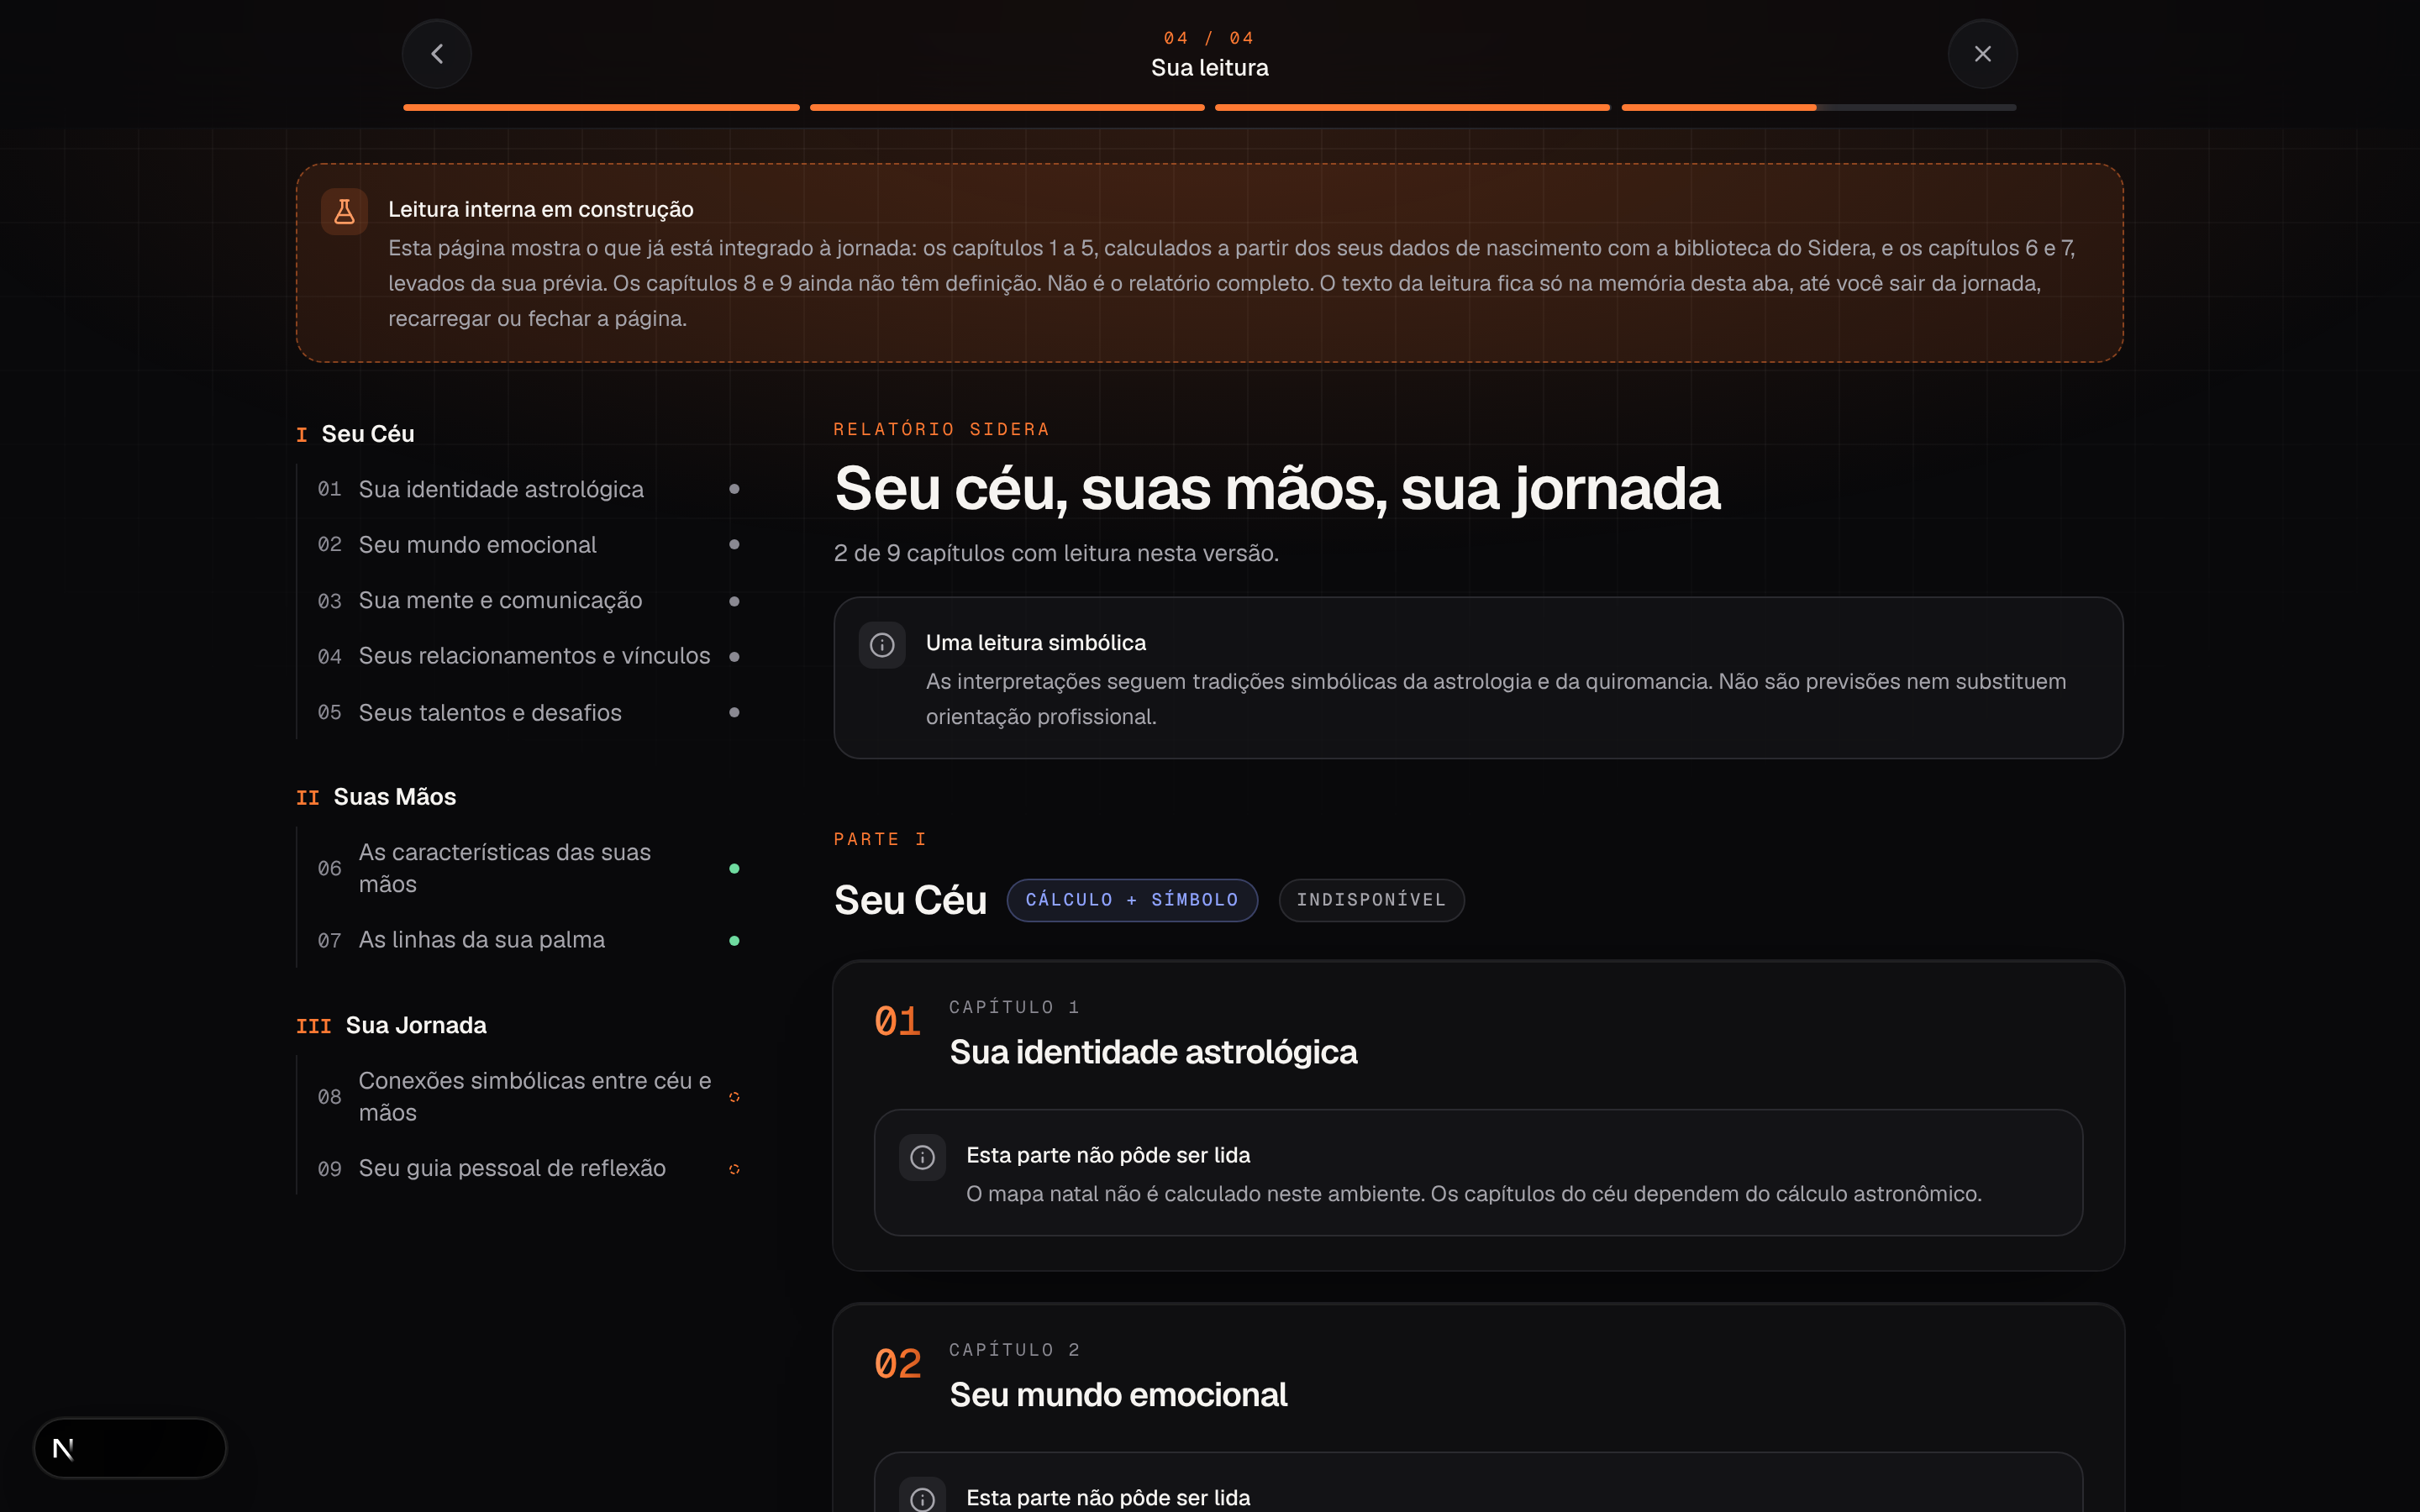 04 / 04
Sua leitura
Leitura interna em construção
Esta página mostra o que já está integrado à jornada: os capítulos 1 a 5, calculados a partir dos seus dados de nascimento com a biblioteca do Sidera, e os capítulos 6 e 7,
levados da sua prévia. Os capítulos 8 e 9 ainda não têm definição. Não é o relatório completo. O texto da leitura fica só na memória desta aba, até você sair da jornada,
recarregar ou fechar a página.
I Seu Céu
01 Sua identidade astrológica
02 Seu mundo emocional
03 Sua mente e comunicação
04 Seus relacionamentos e vínculos
05 Seus talentos e desafios
II Suas Mãos
06 As características das suas
mãos
07 As linhas da sua palma
III Sua Jornada
08 Conexões simbólicas entre céu e
mãos
09 Seu guia pessoal de reflexão
RELATÓRIO SIDERA
Seu céu, suas mãos, sua jornada
2 de 9 capítulos com leitura nesta versão.
Uma leitura simbólica
As interpretações seguem tradições simbólicas da astrologia e da quiromancia. Não são previsões nem substituem
orientação profissional.
PARTE I
Seu Céu CÁLCULO + SÍMBOLO INDISPONÍVEL
01 CAPÍTULO 1
Sua identidade astrológica
Esta parte não pôde ser lida
O mapa natal não é calculado neste ambiente. Os capítulos do céu dependem do cálculo astronômico.
02 CAPÍTULO 2
Seu mundo emocional
Esta parte não pôde ser lida
N